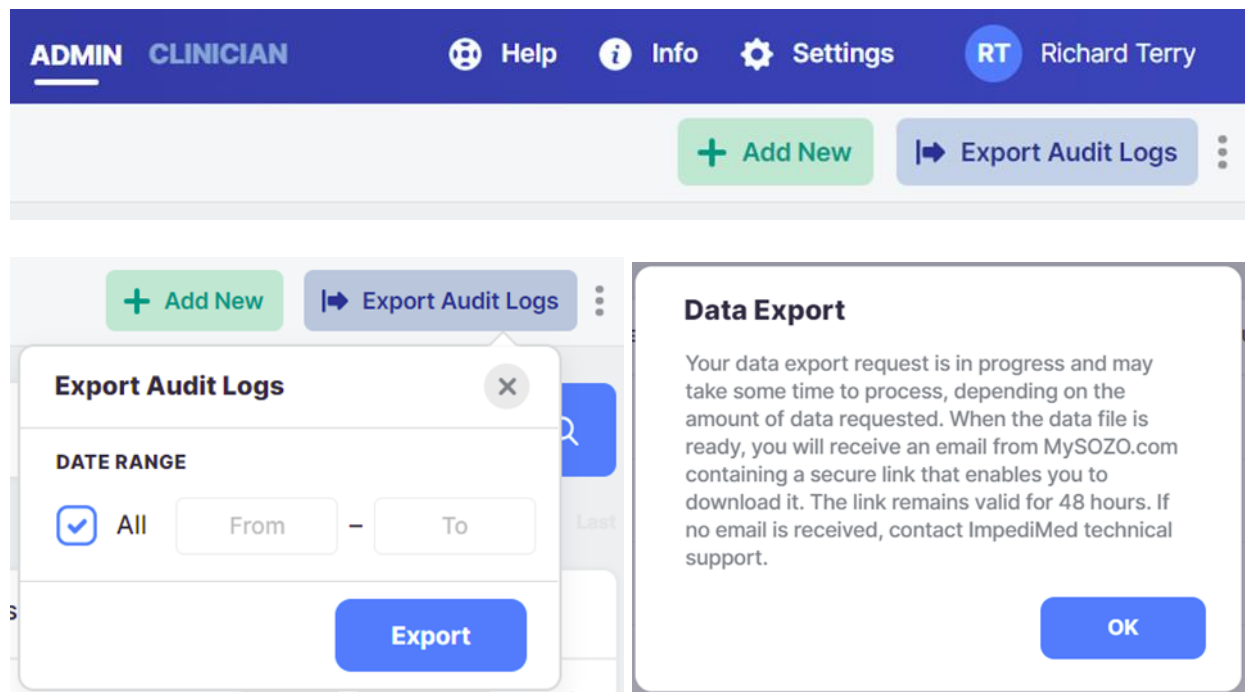 ADMIN CLINICIAN Help Info Settings RT Richard Terry
Add New Export Audit Logs
Add New Export Audit Logs
Export Audit Logs
DATE RANGE
All From – To
Last
Export
Data Export
Your data export request is in progress and may
take some time to process, depending on the
amount of data requested. When the data file is
ready, you will receive an email from MySOZO.com
containing a secure link that enables you to
download it. The link remains valid for 48 hours. If
no email is received, contact ImpediMed technical
support.
OK